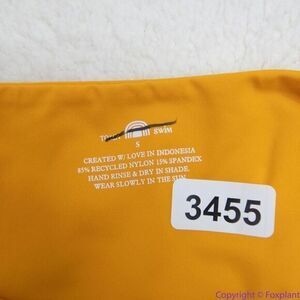 SWIM
S
CREATED W/ LOVE IN INDONESIA
85% RECYCLED NYLON 15% SPANDEX
HAND RINSE & DRY IN SHADE.
WEAR SLOWLY IN THE SUN.
3455
Copyright © Foxplant